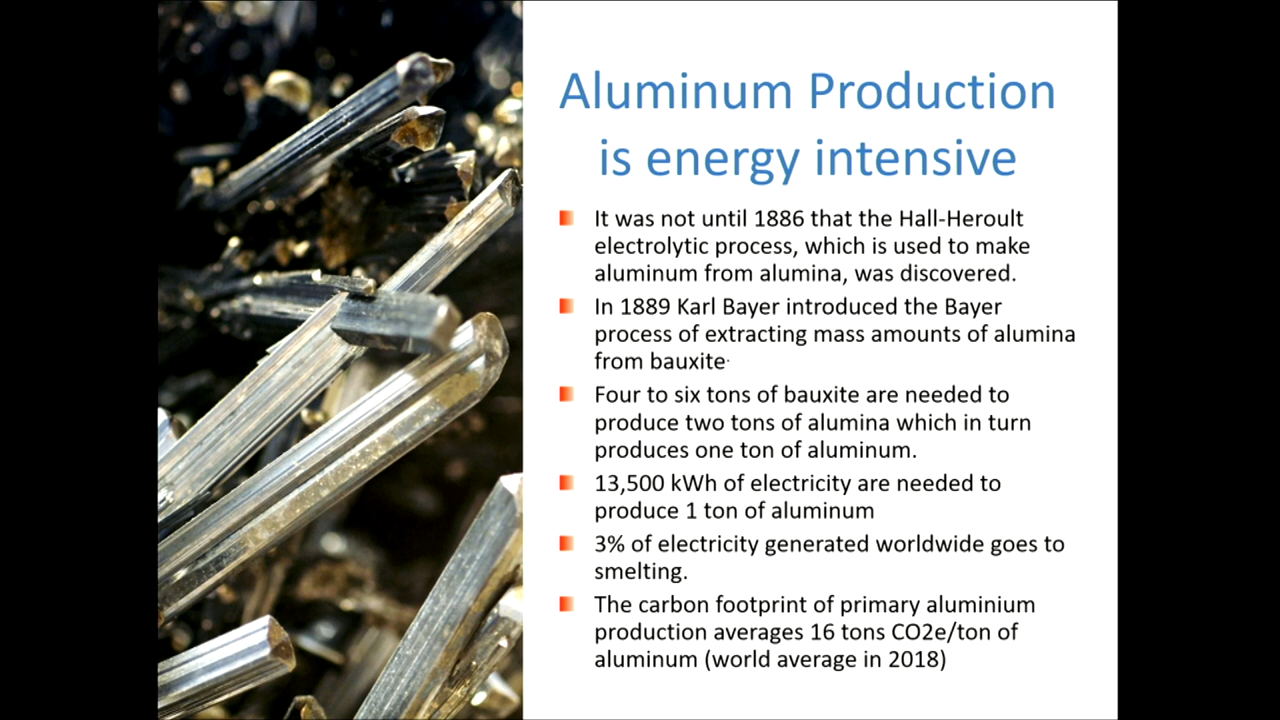 Aluminum Production
is energy intensive
It was not until 1886 that the Hall-Heroult
electrolytic process, which is used to make
aluminum from alumina, was discovered.
In 1889 Karl Bayer introduced the Bayer
process of extracting mass amounts of alumina
from bauxite.
Four to six tons of bauxite are needed to
produce two tons of alumina which in turn
produces one ton of aluminum.
13,500 kWh of electricity are needed to
produce 1 ton of aluminum
3% of electricity generated worldwide goes to
smelting.
The carbon footprint of primary aluminium
production averages 16 tons CO2e/ton of
aluminum (world average in 2018)